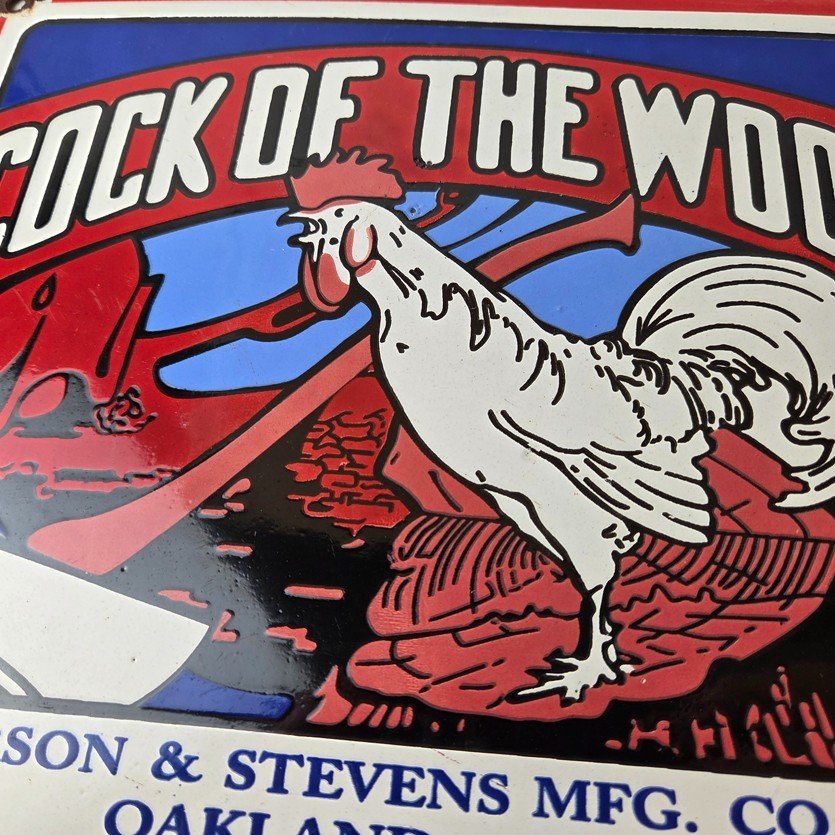 COCK OF THE WOO
SON & STEVENS MFG. CO
OAKLAND